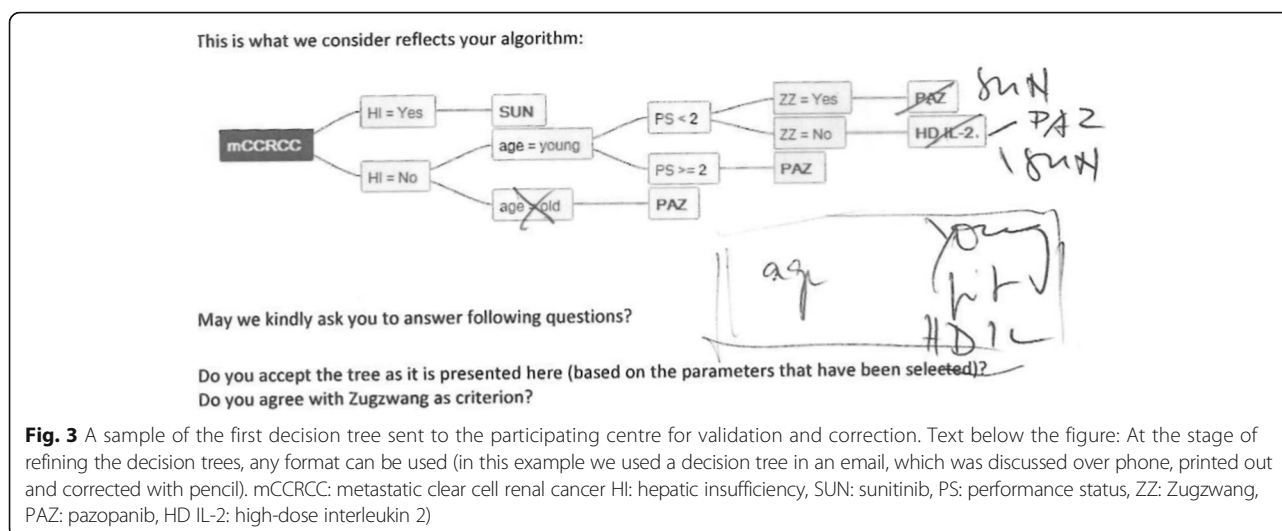 This is what we consider reflects your algorithm:
mCCRCC
HI = Yes
SUN
HI = No
age = young
PS < 2
ZZ = Yes
PAZ
SUN
ZZ = No
HD IL-2.
PAZ
SUN
PS >= 2
PAZ
age = old
PAZ
young
age
fit
HDIL
May we kindly ask you to answer following questions?
Do you accept the tree as it is presented here (based on the parameters that have been selected)?
Do you agree with Zugzwang as criterion?
Fig. 3 A sample of the first decision tree sent to the participating centre for validation and correction. Text below the figure: At the stage of
refining the decision trees, any format can be used (in this example we used a decision tree in an email, which was discussed over phone, printed out
and corrected with pencil). mCCRCC: metastatic clear cell renal cancer HI: hepatic insufficiency, SUN: sunitinib, PS: performance status, ZZ: Zugzwang,
PAZ: pazopanib, HD IL-2: high-dose interleukin 2)